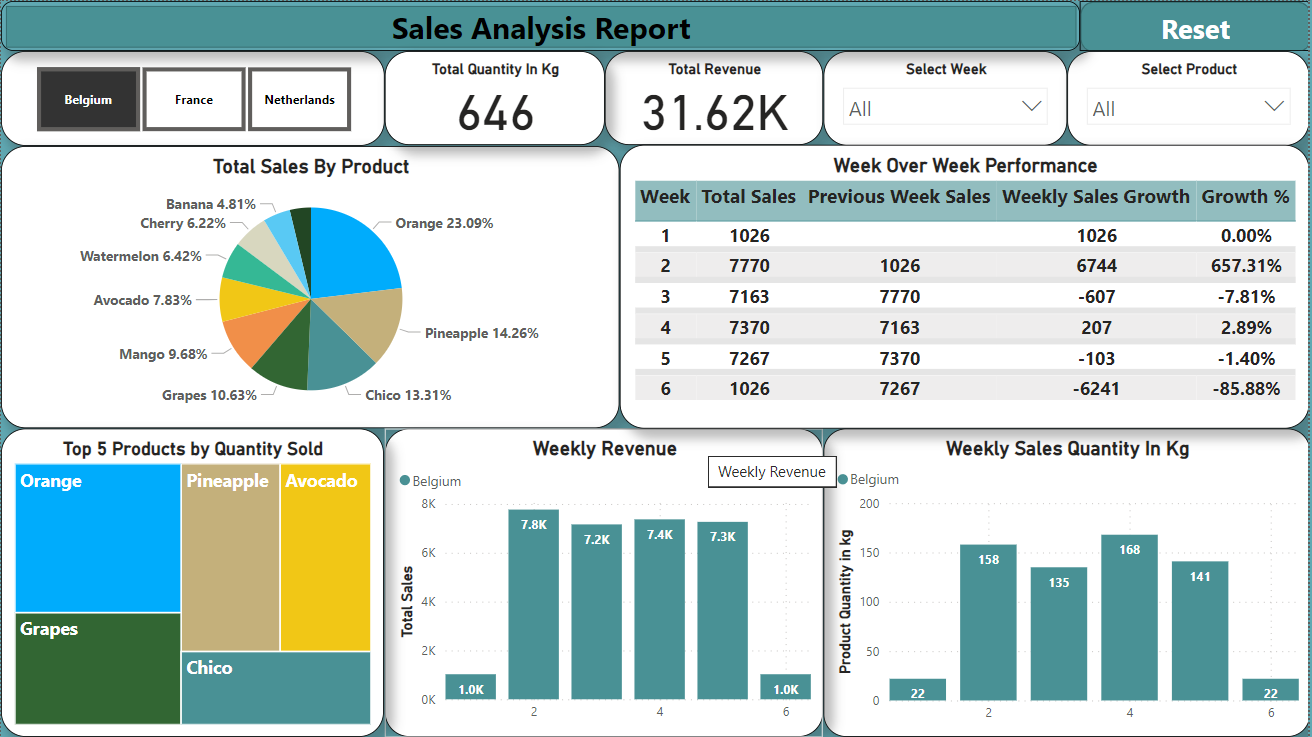 Sales Analysis Report
Reset
Belgium
France
Netherlands
Total Quantity In Kg
646
Total Revenue
31.62K
Select Week
All
Select Product
All
Total Sales By Product
Banana 4.81%
Cherry 6.22%
Watermelon 6.42%
Avocado 7.83%
Mango 9.68%
Grapes 10.63%
Orange 23.09%
Pineapple 14.26%
Chico 13.31%
Week Over Week Performance
Week Total Sales Previous Week Sales Weekly Sales Growth Growth %
1 1026 1026 0.00%
2 7770 1026 6744 657.31%
3 7163 7770 -607 -7.81%
4 7370 7163 207 2.89%
5 7267 7370 -103 -1.40%
6 1026 7267 -6241 -85.88%
Top 5 Products by Quantity Sold
Orange
Pineapple
Avocado
Grapes
Chico
Weekly Revenue
Weekly Revenue
Belgium
Total Sales
8K
6K
4K
2K
0K
1.0K
7.8K
7.2K
7.4K
7.3K
1.0K
2
4
6
Weekly Sales Quantity In Kg
Belgium
Product Quantity in kg
200
150
100
50
0
22
158
135
168
141
22
2
4
6